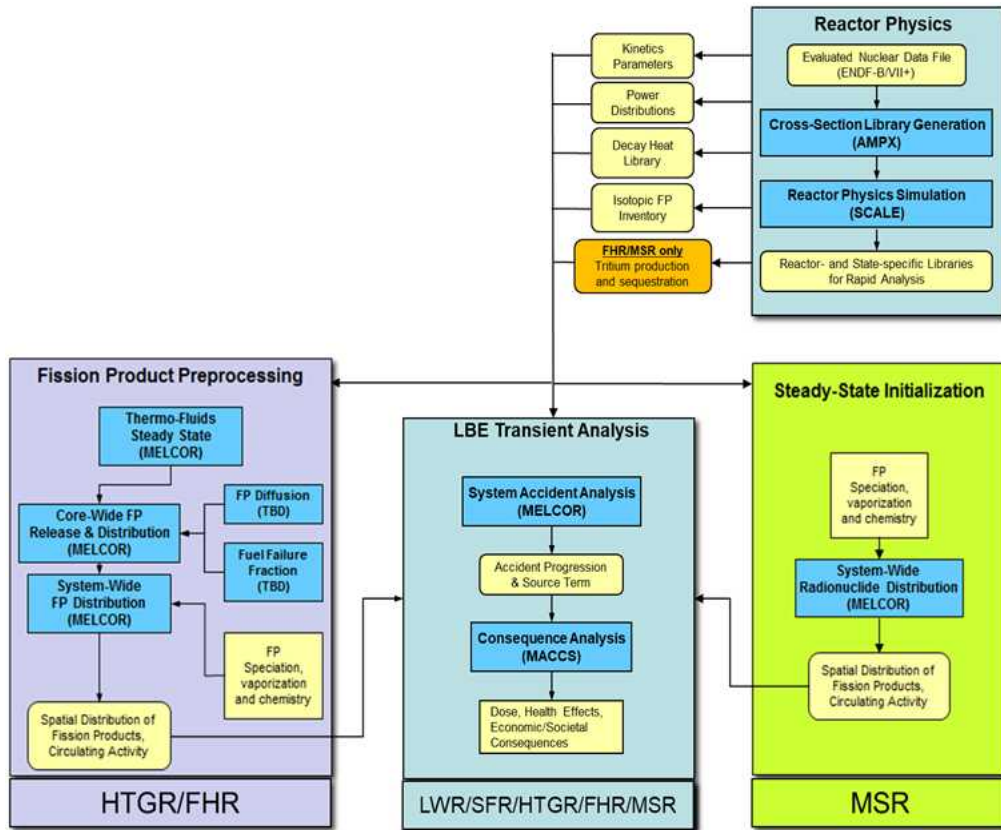 Reactor Physics
Evaluated Nuclear Data File
(ENDF-B/VII+)
Cross-Section Library Generation
(AMPX)
Reactor Physics Simulation
(SCALE)
Reactor- and State-specific Libraries
for Rapid Analysis
Kinetics
Parameters
Power
Distributions
Decay Heat
Library
Isotopic FP
Inventory
FHR/MSR only
Tritium production
and sequestration
Fission Product Preprocessing
Thermo-Fluids
Steady State
(MELCOR)
Core-Wide FP
Release & Distribution
(MELCOR)
FP Diffusion
(TBD)
Fuel Failure
Fraction
(TBD)
System-Wide
FP Distribution
(MELCOR)
FP
Speciation,
vaporization
and chemistry
Spatial Distribution of
Fission Products,
Circulating Activity
HTGR/FHR
LBE Transient Analysis
System Accident Analysis
(MELCOR)
Accident Progression
& Source Term
Consequence Analysis
(MACCS)
Dose, Health Effects,
Economic/Societal
Consequences
LWR/SFR/HTGR/FHR/MSR
Steady-State Initialization
FP
Speciation,
vaporization
and chemistry
System-Wide
Radionuclide Distribution
(MELCOR)
Spatial Distribution of
Fission Products,
Circulating Activity
MSR